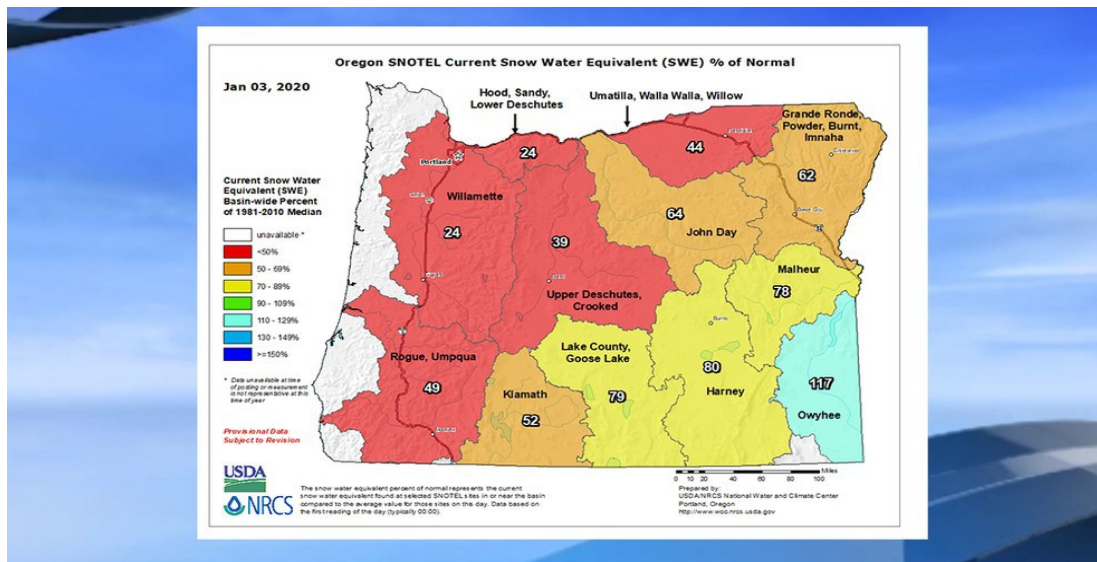 Oregon SNOTEL Current Snow Water Equivalent (SWE) % of Normal
Jan 03, 2020
Hood, Sandy,
Lower Deschutes
Umatilla, Walla Walla, Willow
Grande Ronde,
Powder, Burnt,
Imnaha
24
44
62
Portland
Willamette
24
39
64
John Day
Upper Deschutes,
Crooked
Malheur
78
Burns
Lake County,
Goose Lake
Rogue, Umpqua
49
Klamath
52
79
80
Harney
117
Owyhee
Current Snow Water
Equivalent (SWE)
Basin-wide Percent
of 1981-2010 Median
unavailable *
<50%
50 - 69%
70 - 89%
90 - 109%
110 - 129%
130 - 149%
>=150%
* Data unavailable at time
of posting or measurement
is not representative at this
time of year
Provisional Data
Subject to Revision
USDA
NRCS
The snow water equivalent percent of normal represents the current
snow water equivalent found at selected SNOTEL sites in or near the basin
compared to the average value for those sites on this day. Data based on
the first reading of the day (typically 00:00).
Miles
0 10 20 40 60 80 100
Prepared by:
USDA/NRCS National Water and Climate Center
Portland, Oregon
http://www.wcc.nrcs.usda.gov